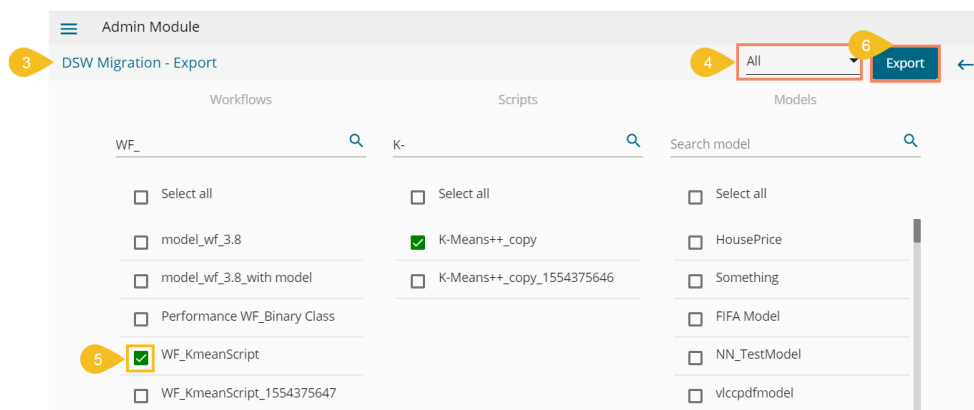 Admin Module
3
DSW Migration - Export
4
All
6
Export
Workflows
Scripts
Models
WF_
K-
Search model
Select all
Select all
Select all
model_wf_3.8
K-Means++_copy
HousePrice
model_wf_3.8_with model
K-Means++_copy_1554375646
Something
Performance WF_Binary Class
FIFA Model
5
WF_KmeanScript
NN_TestModel
WF_KmeanScript_1554375647
vlccpdfmodel